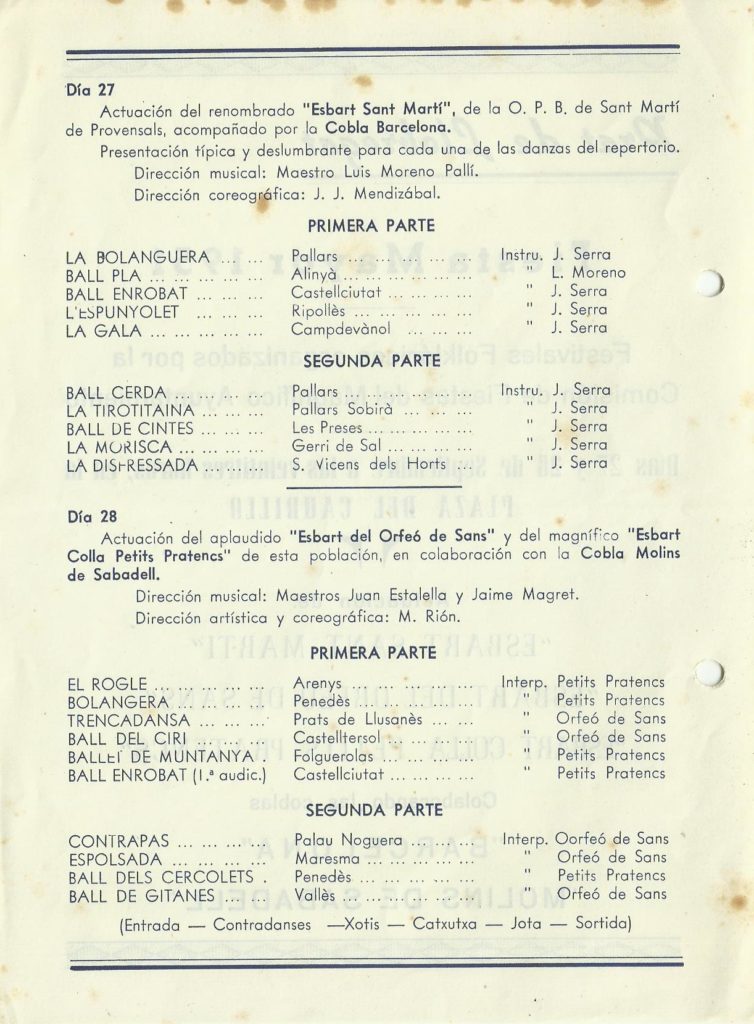 Día 27
Actuación del renombrado "Esbart Sant Martí", de la O. P. B. de Sant Martí
de Provensals, acompañado por la Cobla Barcelona.
Presentación típica y deslumbrante para cada una de las danzas del repertorio.
Dirección musical: Maestro Luis Moreno Pallí.
Dirección coreográfica: J. J. Mendizábal.
PRIMERA PARTE
LA BOLANGUERA ... ... ... Pallars ... ... ... ... ... Instru. J. Serra
BALL PLA ... ... ... ... ... Alinyà ... ... ... ... ... " L. Moreno
BALL ENROBAT ... ... ... Castellciutat ... ... ... ... " J. Serra
L'ESPUNYOLET ... ... ... Ripollès ... ... ... ... ... " J. Serra
LA GALA ... ... ... ... ... Campdevànol ... ... ... " J. Serra
SEGUNDA PARTE
BALL CERDA ... ... ... ... Pallars ... ... ... ... ... Instru. J. Serra
LA TIROTITAINA ... ... ... Pallars Sobirà ... ... ... " J. Serra
BALL DE CINTES ... ... ... Les Preses ... ... ... ... " J. Serra
LA MORISCA ... ... ... ... Gerri de Sal ... ... ... ... " J. Serra
LA DISFRESSADA ... ... ... S. Vicens dels Horts ... " J. Serra
Día 28
Actuación del aplaudido "Esbart del Orfeó de Sans" y del magnífico "Esbart
Colla Petits Pratencs" de esta población, en colaboración con la Cobla Molins
de Sabadell.
Dirección musical: Maestros Juan Estalella y Jaime Magret.
Dirección artística y coreográfica: M. Rión.
PRIMERA PARTE
EL ROGLE ... ... ... ... ... Arenys ... ... ... ... ... Interp. Petits Pratencs
BOLANGERA ... ... ... ... Penedès ... ... ... ... ... " Petits Pratencs
TRENCADANSA ... ... ... Prats de Llusanès ... ... " Orfeó de Sans
BALL DEL CIRI ... ... ... Castelltersol ... ... ... ... " Orfeó de Sans
BALLET DE MUNTANYA . Folguerolas ... ... ... ... " Petits Pratencs
BALL ENROBAT (1.ª audic.) Castellciutat ... ... ... ... " Petits Pratencs
SEGUNDA PARTE
CONTRAPAS ... ... ... ... Palau Noguera ... ... ... Interp. Oorfeó de Sans
ESPOLSADA ... ... ... ... Maresma ... ... ... ... " Orfeó de Sans
BALL DELS CERCOLETS . Penedès ... ... ... ... ... " Petits Pratencs
BALL DE GITANES ... ... Vallès ... ... ... ... ... " Orfeó de Sans
(Entrada — Contradanses —Xotis — Catxutxa — Jota — Sortida)